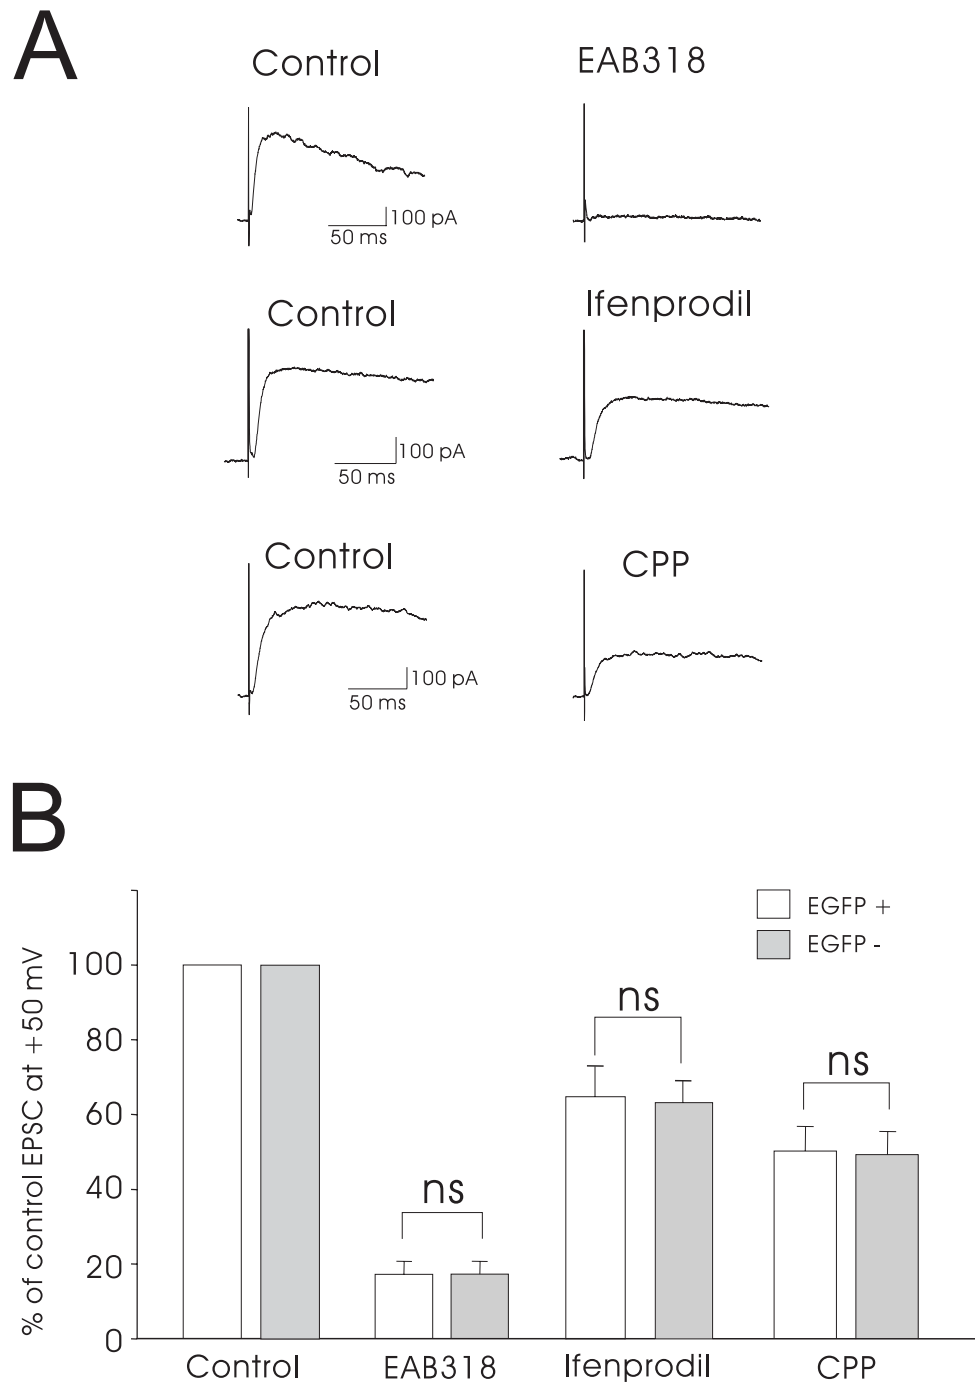 A
Control EAB318
100 pA
50 ms
Control Ifenprodil
100 pA
50 ms
Control CPP
100 pA
50 ms
B
% of control EPSC at +50 mV
EGFP +
EGFP -
100
80
60
40
20
0
ns
ns
ns
Control EAB318 Ifenprodil CPP